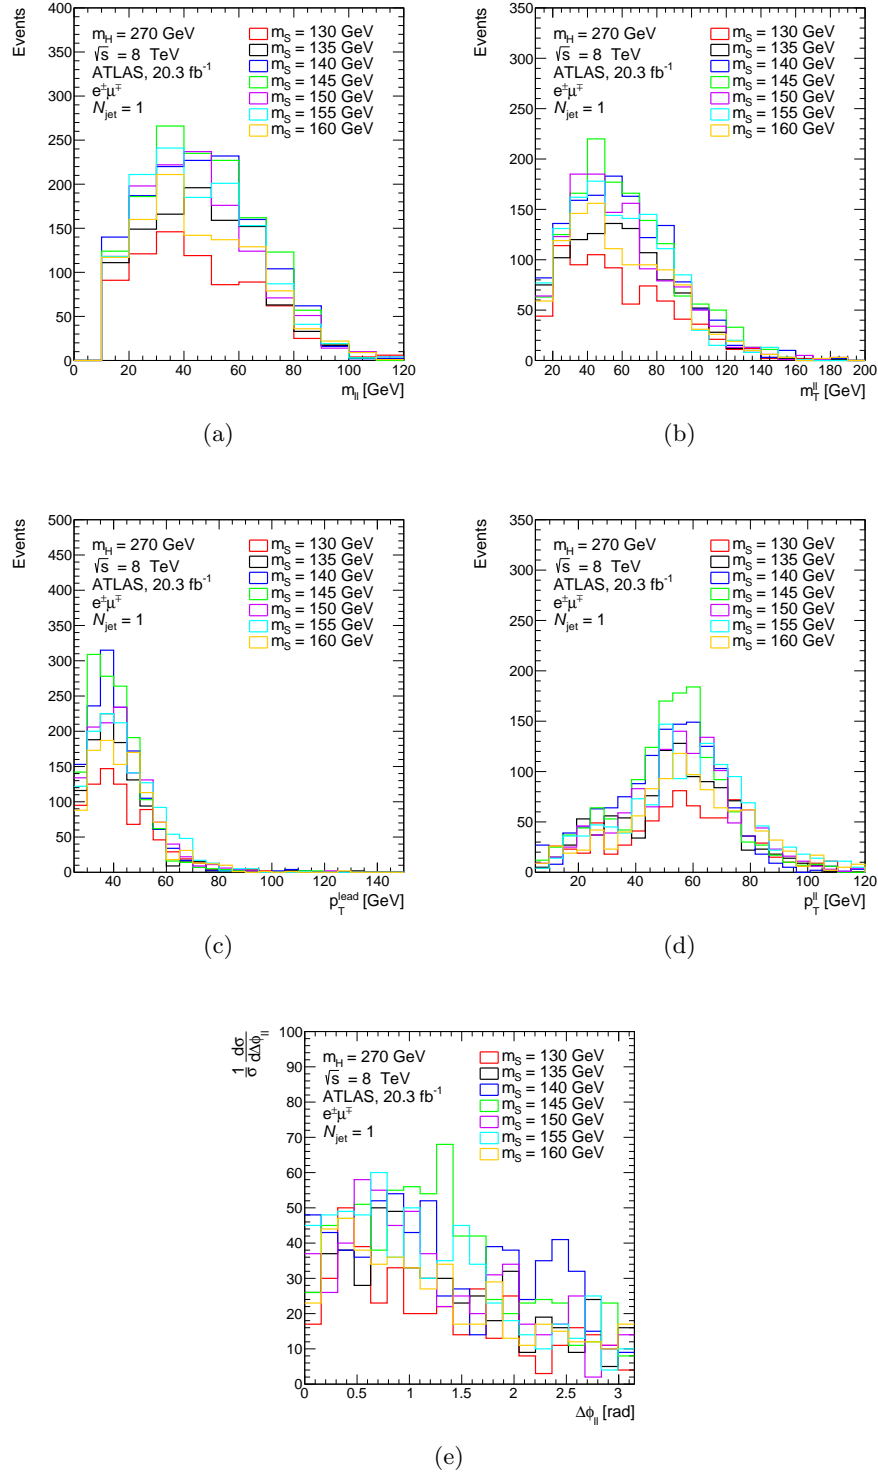 Events
400
350
300
250
200
150
100
50
0
m_H = 270 GeV
√s = 8 TeV
ATLAS, 20.3 fb⁻¹
e±μ∓
N_jet = 1
m_S = 130 GeV
m_S = 135 GeV
m_S = 140 GeV
m_S = 145 GeV
m_S = 150 GeV
m_S = 155 GeV
m_S = 160 GeV
0 20 40 60 80 100 120
m_ll [GeV]
(a)
Events
350
300
250
200
150
100
50
0
m_H = 270 GeV
√s = 8 TeV
ATLAS, 20.3 fb⁻¹
e±μ∓
N_jet = 1
m_S = 130 GeV
m_S = 135 GeV
m_S = 140 GeV
m_S = 145 GeV
m_S = 150 GeV
m_S = 155 GeV
m_S = 160 GeV
20 40 60 80 100 120 140 160 180 200
m_T^ll [GeV]
(b)
Events
500
450
400
350
300
250
200
150
100
50
0
m_H = 270 GeV
√s = 8 TeV
ATLAS, 20.3 fb⁻¹
e±μ∓
N_jet = 1
m_S = 130 GeV
m_S = 135 GeV
m_S = 140 GeV
m_S = 145 GeV
m_S = 150 GeV
m_S = 155 GeV
m_S = 160 GeV
40 60 80 100 120 140
p_T^lead [GeV]
(c)
Events
350
300
250
200
150
100
50
0
m_H = 270 GeV
√s = 8 TeV
ATLAS, 20.3 fb⁻¹
e±μ∓
N_jet = 1
m_S = 130 GeV
m_S = 135 GeV
m_S = 140 GeV
m_S = 145 GeV
m_S = 150 GeV
m_S = 155 GeV
m_S = 160 GeV
20 40 60 80 100 120
p_T^ll [GeV]
(d)
1/σ dσ/dΔϕ_ll
100
90
80
70
60
50
40
30
20
10
0
m_H = 270 GeV
√s = 8 TeV
ATLAS, 20.3 fb⁻¹
e±μ∓
N_jet = 1
m_S = 130 GeV
m_S = 135 GeV
m_S = 140 GeV
m_S = 145 GeV
m_S = 150 GeV
m_S = 155 GeV
m_S = 160 GeV
0 0.5 1 1.5 2 2.5 3
Δϕ_ll [rad]
(e)